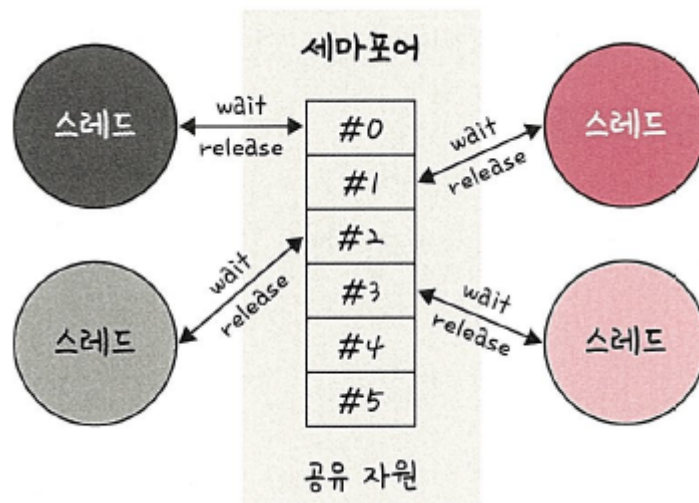 세마포어
스레드
wait
release
#0
스레드
wait
release
#1
스레드
wait
release
#2
스레드
wait
release
#3
#4
#5
공유 자원